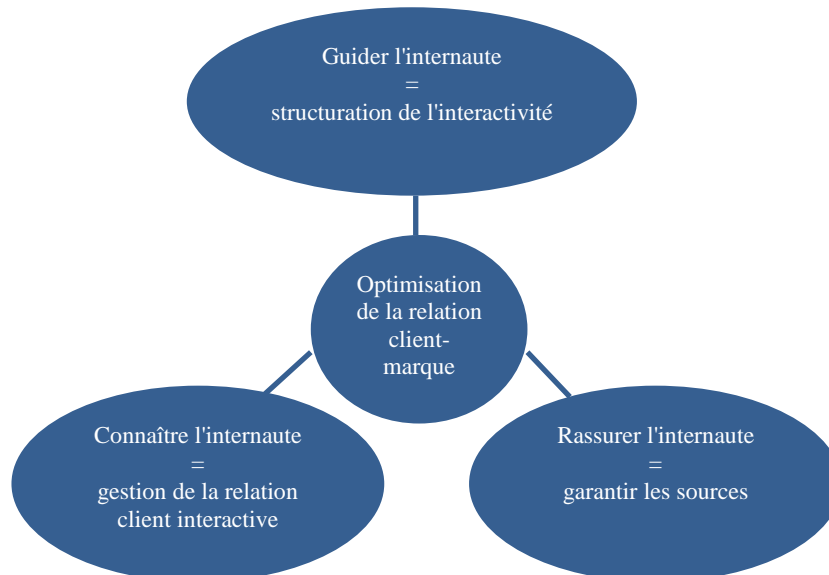 Guider l'internaute
=
structuration de l'interactivité
Optimisation
de la relation
client-
marque
Connaître l'internaute
=
gestion de la relation
client interactive
Rassurer l'internaute
=
garantir les sources